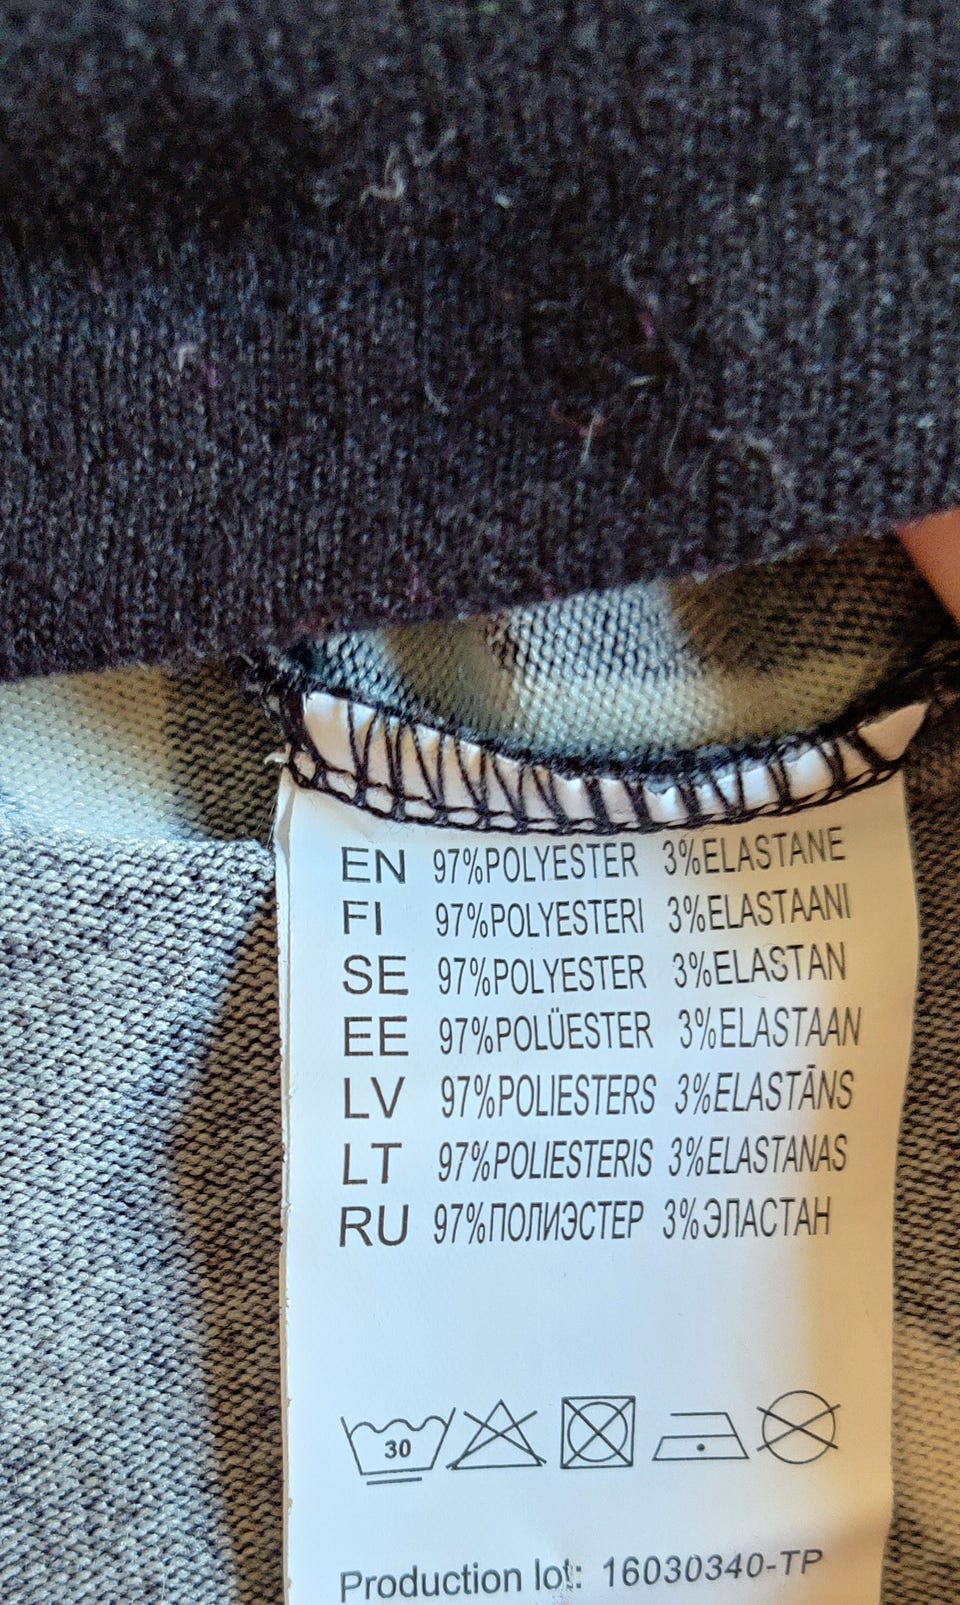 EN 97%POLYESTER 3%ELASTANE
FI 97%POLYESTERI 3%ELASTAANI
SE 97%POLYESTER 3%ELASTAN
EE 97%POLÜESTER 3%ELASTAAN
LV 97%POLIESTERS 3%ELASTĀNS
LT 97%POLIESTERIS 3%ELASTANAS
RU 97%ПОЛИЭСТЕР 3%ЭЛАСТАН
30
Production lot: 16030340-TP